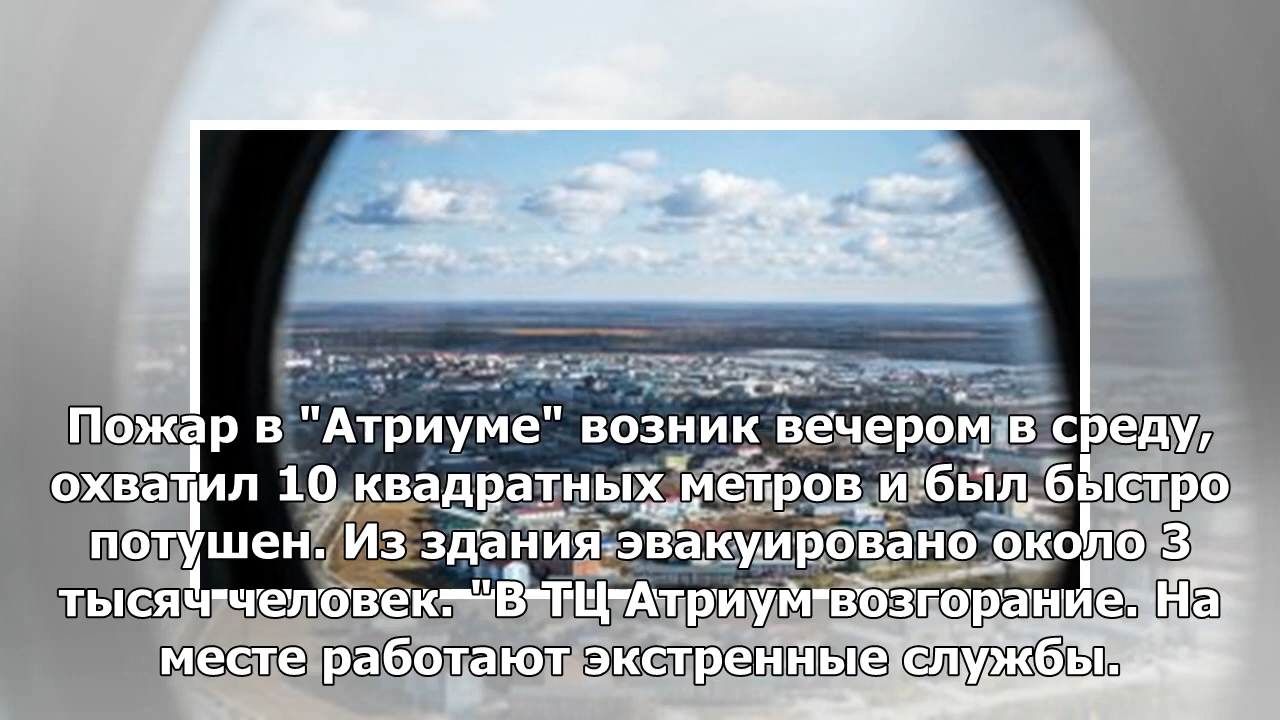 Пожар в "Атриуме" возник вечером в среду,
охватил 10 квадратных метров и был быстро
потушен. Из здания эвакуировано около 3
тысяч человек. "В ТЦ Атриум возгорание. На
месте работают экстренные службы.